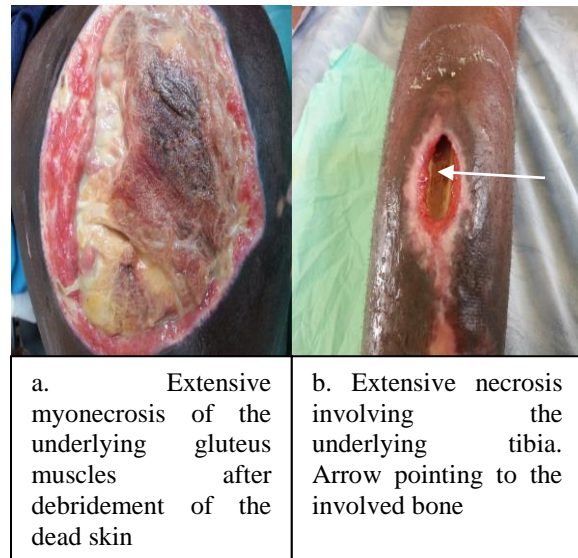 a. Extensive
myonecrosis of the
underlying gluteus
muscles after
debridement of the
dead skin
b. Extensive necrosis
involving the
underlying tibia.
Arrow pointing to the
involved bone